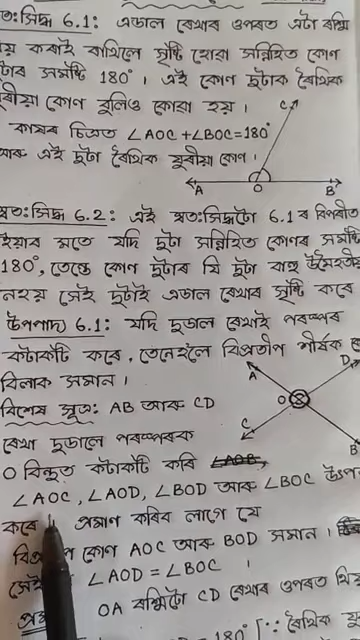 স্বতঃসিদ্ধ 6.1: এডাল ৰেখাৰ ওপৰত এটা ৰশ্মি
থিয় কৰাই ৰাখিলে সৃষ্টি হোৱা সন্নিহিত কোণ
দুটাৰ সমষ্টি 180°। এই কোণ দুটাক ৰৈখিক
যুৰীয়া কোণ বুলিও কোৱা হয়।
কাষৰ চিত্ৰত ∠AOC + ∠BOC = 180°
আৰু এই দুটা ৰৈখিক যুৰীয়া কোণ।
C
A O B
স্বতঃসিদ্ধ 6.2: এই স্বতঃসিদ্ধটো 6.1 ৰ বিপৰীত
ইয়াৰ মতে যদি দুটা সন্নিহিত কোণৰ সমষ্টি
180°, তেন্তে কোণ দুটাৰ যি দুটা বাহু উমৈহতীয়া
নহয় সেই দুটাই এডাল ৰেখাৰ সৃষ্টি কৰে
উপপাদ্য 6.1: যদি দুডাল ৰেখাই পৰস্পৰ
কটাকটি কৰে, তেনেহলে বিপ্ৰতীপ শীৰ্ষক
বিলাক সমান।
A D
O
C B
বিশেষ সূত্ৰ: AB আৰু CD
ৰেখা দুডালে পৰস্পৰক
O বিন্দুত কটাকটি কৰি
∠AOC, ∠AOD, ∠BOD আৰু ∠BOC উৎপন্ন
কৰে প্ৰমাণ কৰিব লাগে যে
কোণ AOC আৰু BOD সমান।
∠AOD = ∠BOC
OA ৰশ্মিটো CD ৰেখাৰ ওপৰত থিয়
180° [∵ ৰৈখিক